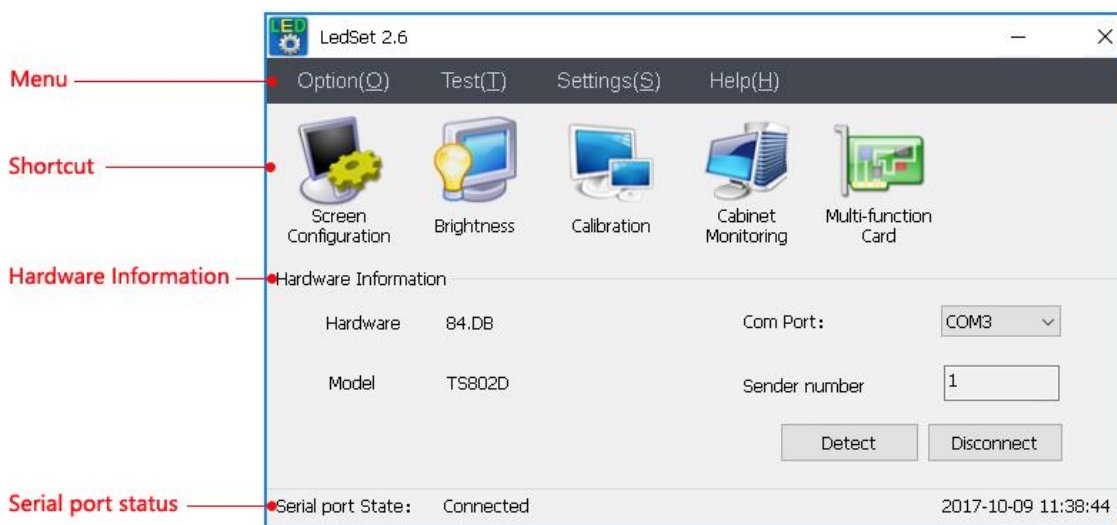 LED
LedSet 2.6
Menu
Option(O) Test(T) Settings(S) Help(H)
Shortcut
Screen
Configuration
Brightness
Calibration
Cabinet
Monitoring
Multi-function
Card
Hardware Information
Hardware Information
Hardware 84.DB Com Port: COM3
Model TS802D Sender number 1
Detect Disconnect
Serial port status
Serial port State: Connected 2017-10-09 11:38:44